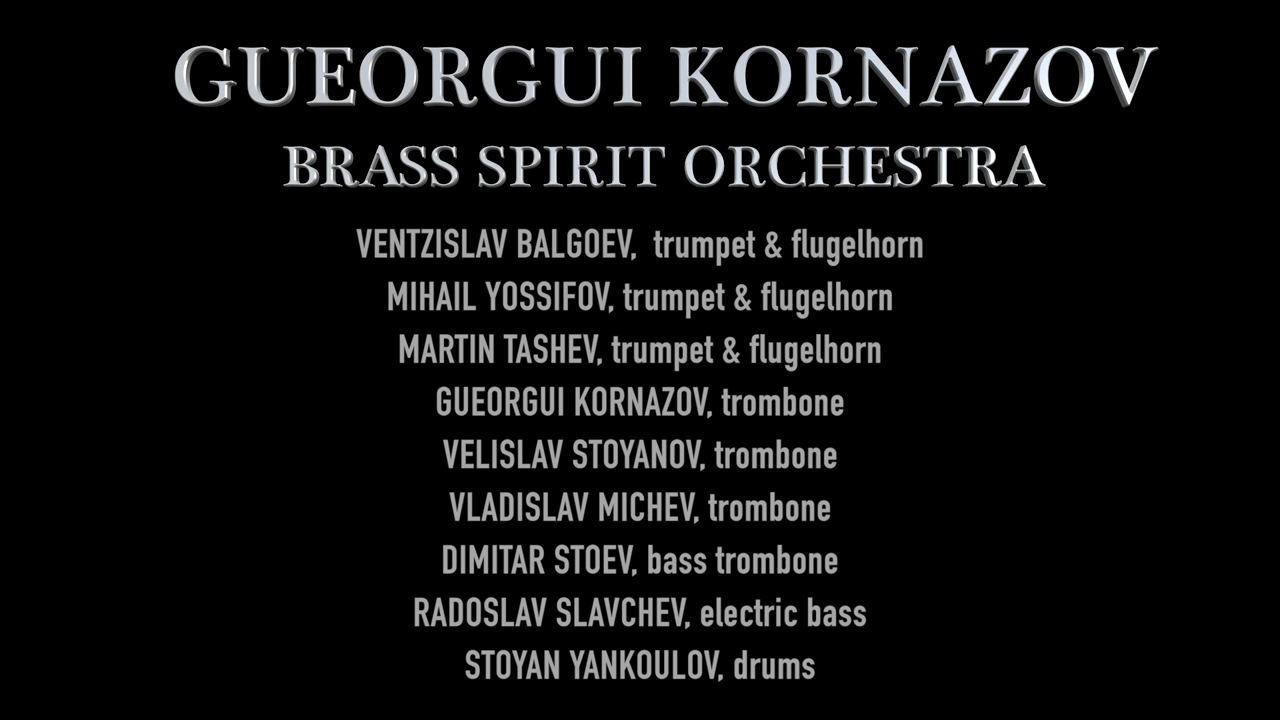 GUEORGUI KORNAZOV
BRASS SPIRIT ORCHESTRA
VENTZISLAV BALGOEV, trumpet & flugelhorn
MIHAIL YOSSIFOV, trumpet & flugelhorn
MARTIN TASHEV, trumpet & flugelhorn
GUEORGUI KORNAZOV, trombone
VELISLAV STOYANOV, trombone
VLADISLAV MICHEV, trombone
DIMITAR STOEV, bass trombone
RADOSLAV SLAVCHEV, electric bass
STOYAN YANKOULOV, drums